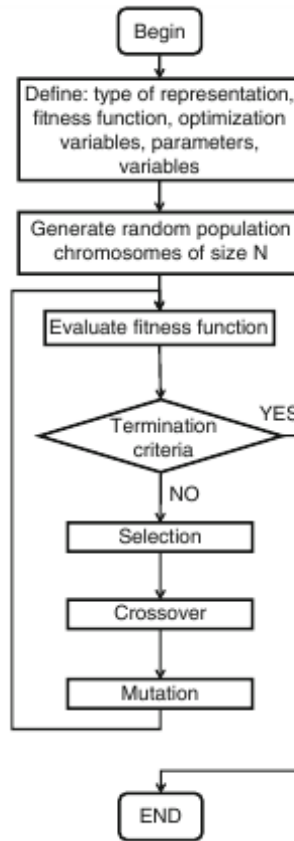 Begin
Define: type of representation,
fitness function, optimization
variables, parameters,
variables
Generate random population
chromosomes of size N
Evaluate fitness function
Termination
criteria
YES
NO
Selection
Crossover
Mutation
END